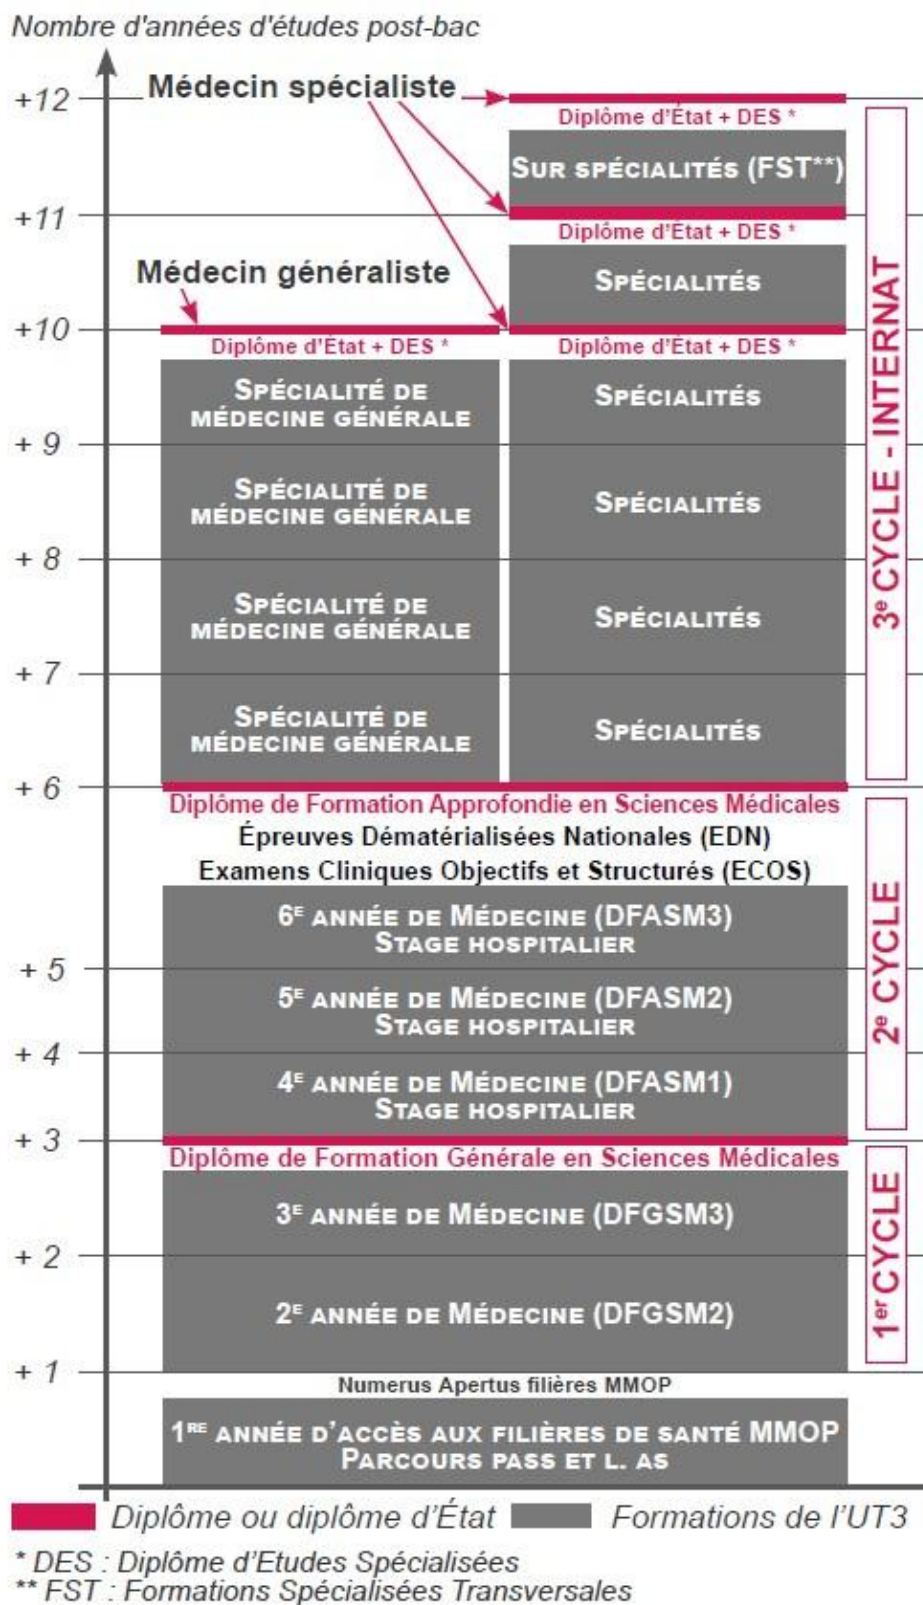 Nombre d'années d'études post-bac
+12
Médecin spécialiste
Diplôme d'État + DES *
Sur spécialités (FST**)
+11
Diplôme d'État + DES *
Médecin généraliste
Spécialités
+10
Diplôme d'État + DES *
Diplôme d'État + DES *
Spécialité de
médecine générale
Spécialités
+ 9
Spécialité de
médecine générale
Spécialités
+ 8
Spécialité de
médecine générale
Spécialités
+ 7
Spécialité de
médecine générale
Spécialités
+ 6
3e CYCLE - INTERNAT
Diplôme de Formation Approfondie en Sciences Médicales
Épreuves Dématérialisées Nationales (EDN)
Examens Cliniques Objectifs et Structurés (ECOS)
6E année de Médecine (DFASM3)
Stage hospitalier
+ 5
5E année de Médecine (DFASM2)
Stage hospitalier
+ 4
4E année de Médecine (DFASM1)
Stage hospitalier
+ 3
2e CYCLE
Diplôme de Formation Générale en Sciences Médicales
3E année de Médecine (DFGSM3)
+ 2
2E année de Médecine (DFGSM2)
+ 1
1er CYCLE
Numerus Apertus filières MMOP
1RE année d'accès aux filières de santé MMOP
Parcours pass et l. as
Diplôme ou diplôme d'État
Formations de l'UT3
* DES : Diplôme d'Etudes Spécialisées
** FST : Formations Spécialisées Transversales